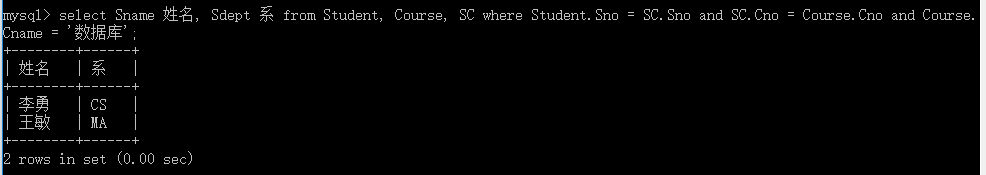 mysql> select Sname 姓名, Sdept 系 from Student, Course, SC where Student.Sno = SC.Sno and SC.Cno = Course.Cno and Course.
Cname = '数据库';
+--------+------+
| 姓名   | 系   |
+--------+------+
| 李勇   | CS   |
| 王敏   | MA   |
+--------+------+
2 rows in set (0.00 sec)